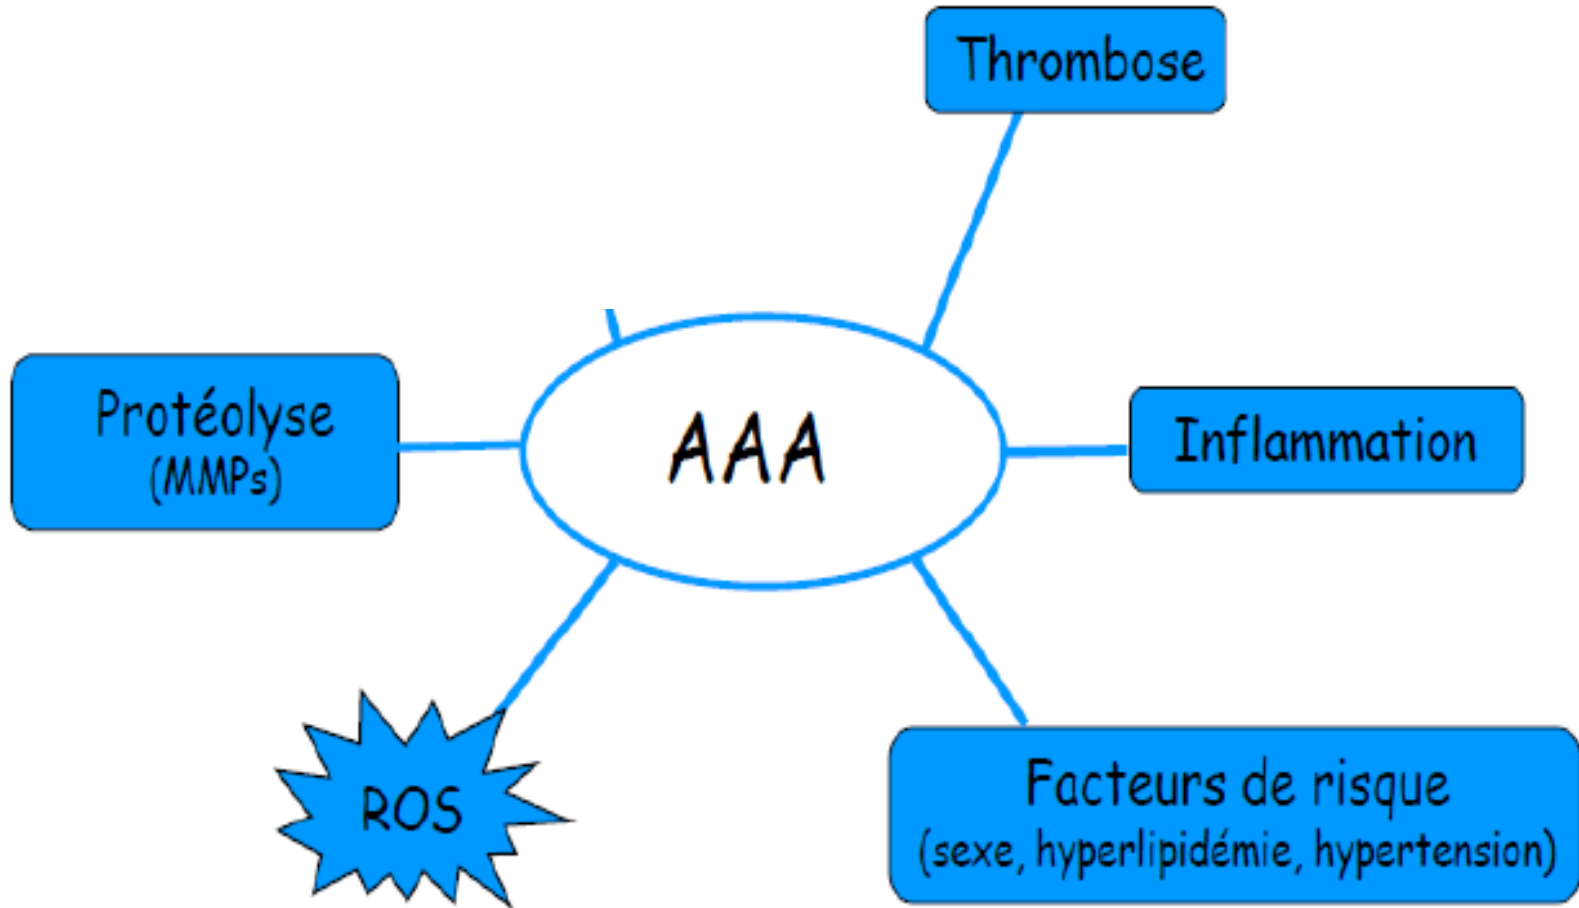 Thrombose
Protéolyse
(MMPs)
AAA
Inflammation
ROS
Facteurs de risque
(sexe, hyperlipidémie, hypertension)